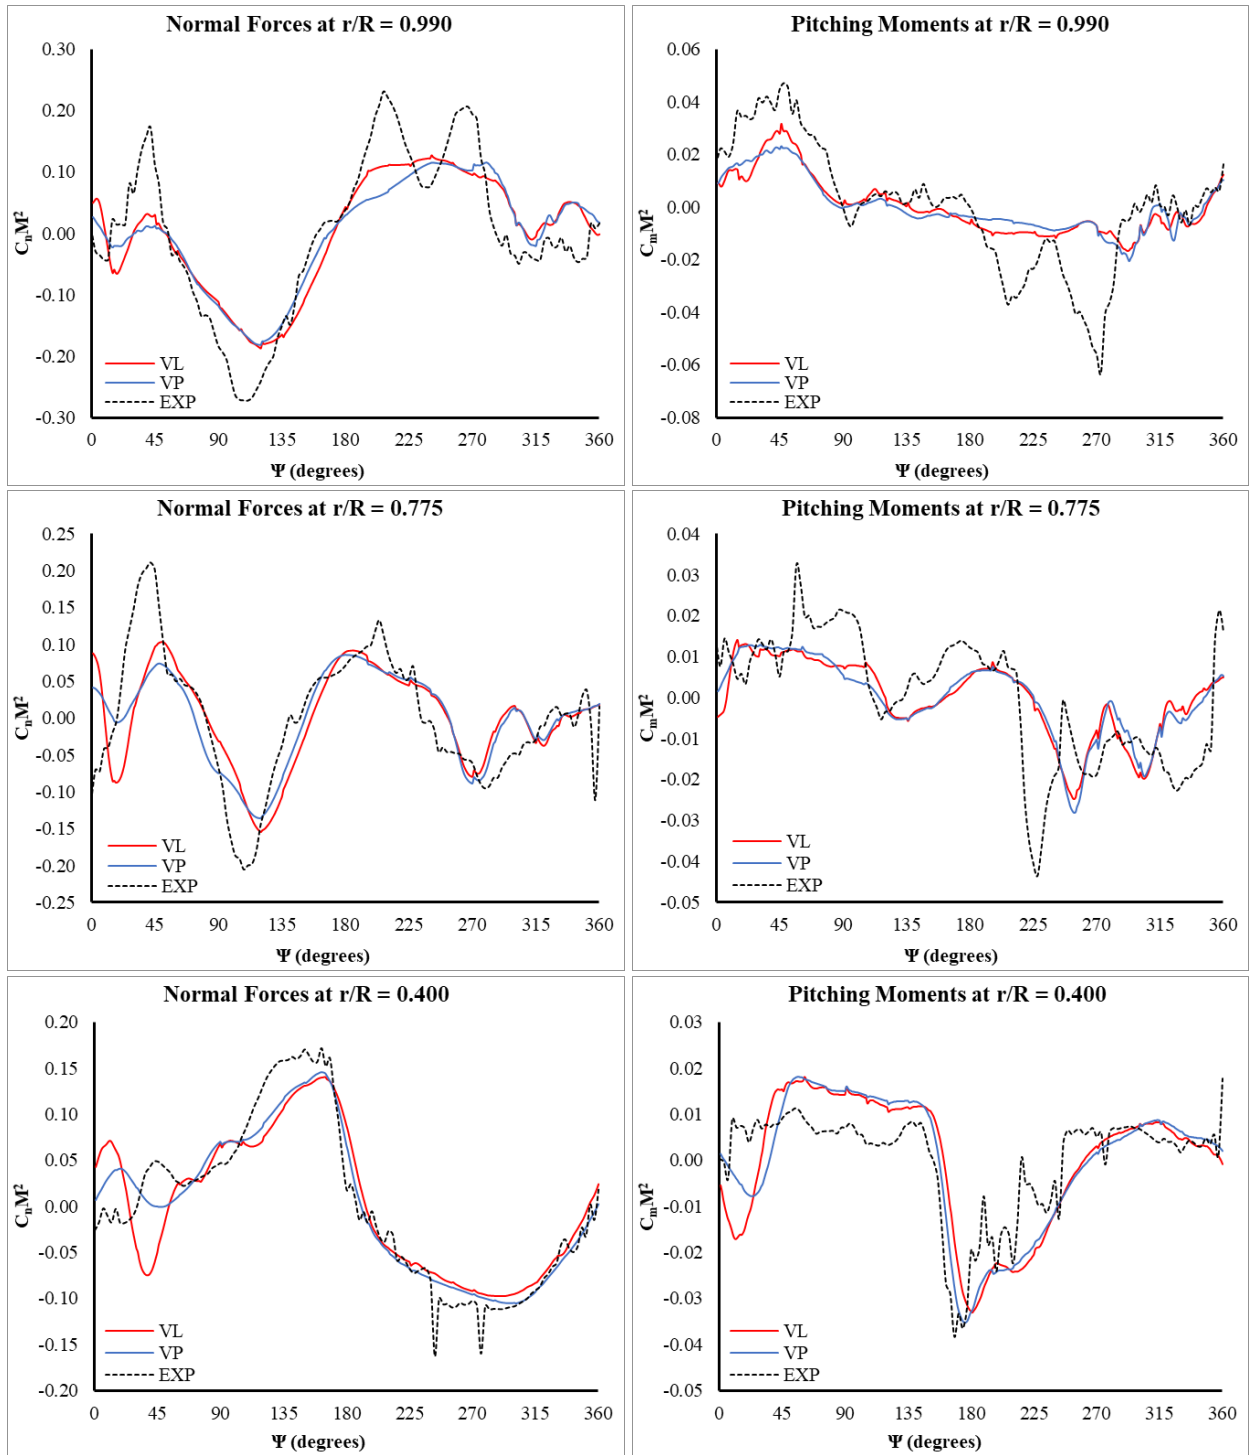 Normal Forces at r/R = 0.990
0.30
0.20
0.10
0.00
-0.10
-0.20
-0.30
CₙM²
VL
VP
EXP
0 45 90 135 180 225 270 315 360
Ψ (degrees)
Pitching Moments at r/R = 0.990
0.06
0.04
0.02
0.00
-0.02
-0.04
-0.06
-0.08
CₘM²
VL
VP
EXP
0 45 90 135 180 225 270 315 360
Ψ (degrees)
Normal Forces at r/R = 0.775
0.25
0.20
0.15
0.10
0.05
0.00
-0.05
-0.10
-0.15
-0.20
-0.25
CₙM²
VL
VP
EXP
0 45 90 135 180 225 270 315 360
Ψ (degrees)
Pitching Moments at r/R = 0.775
0.04
0.03
0.02
0.01
0.00
-0.01
-0.02
-0.03
-0.04
-0.05
CₘM²
VL
VP
EXP
0 45 90 135 180 225 270 315 360
Ψ (degrees)
Normal Forces at r/R = 0.400
0.20
0.15
0.10
0.05
0.00
-0.05
-0.10
-0.15
-0.20
CₙM²
VL
VP
EXP
0 45 90 135 180 225 270 315 360
Ψ (degrees)
Pitching Moments at r/R = 0.400
0.03
0.02
0.01
0.00
-0.01
-0.02
-0.03
-0.04
-0.05
CₘM²
VL
VP
EXP
0 45 90 135 180 225 270 315 360
Ψ (degrees)